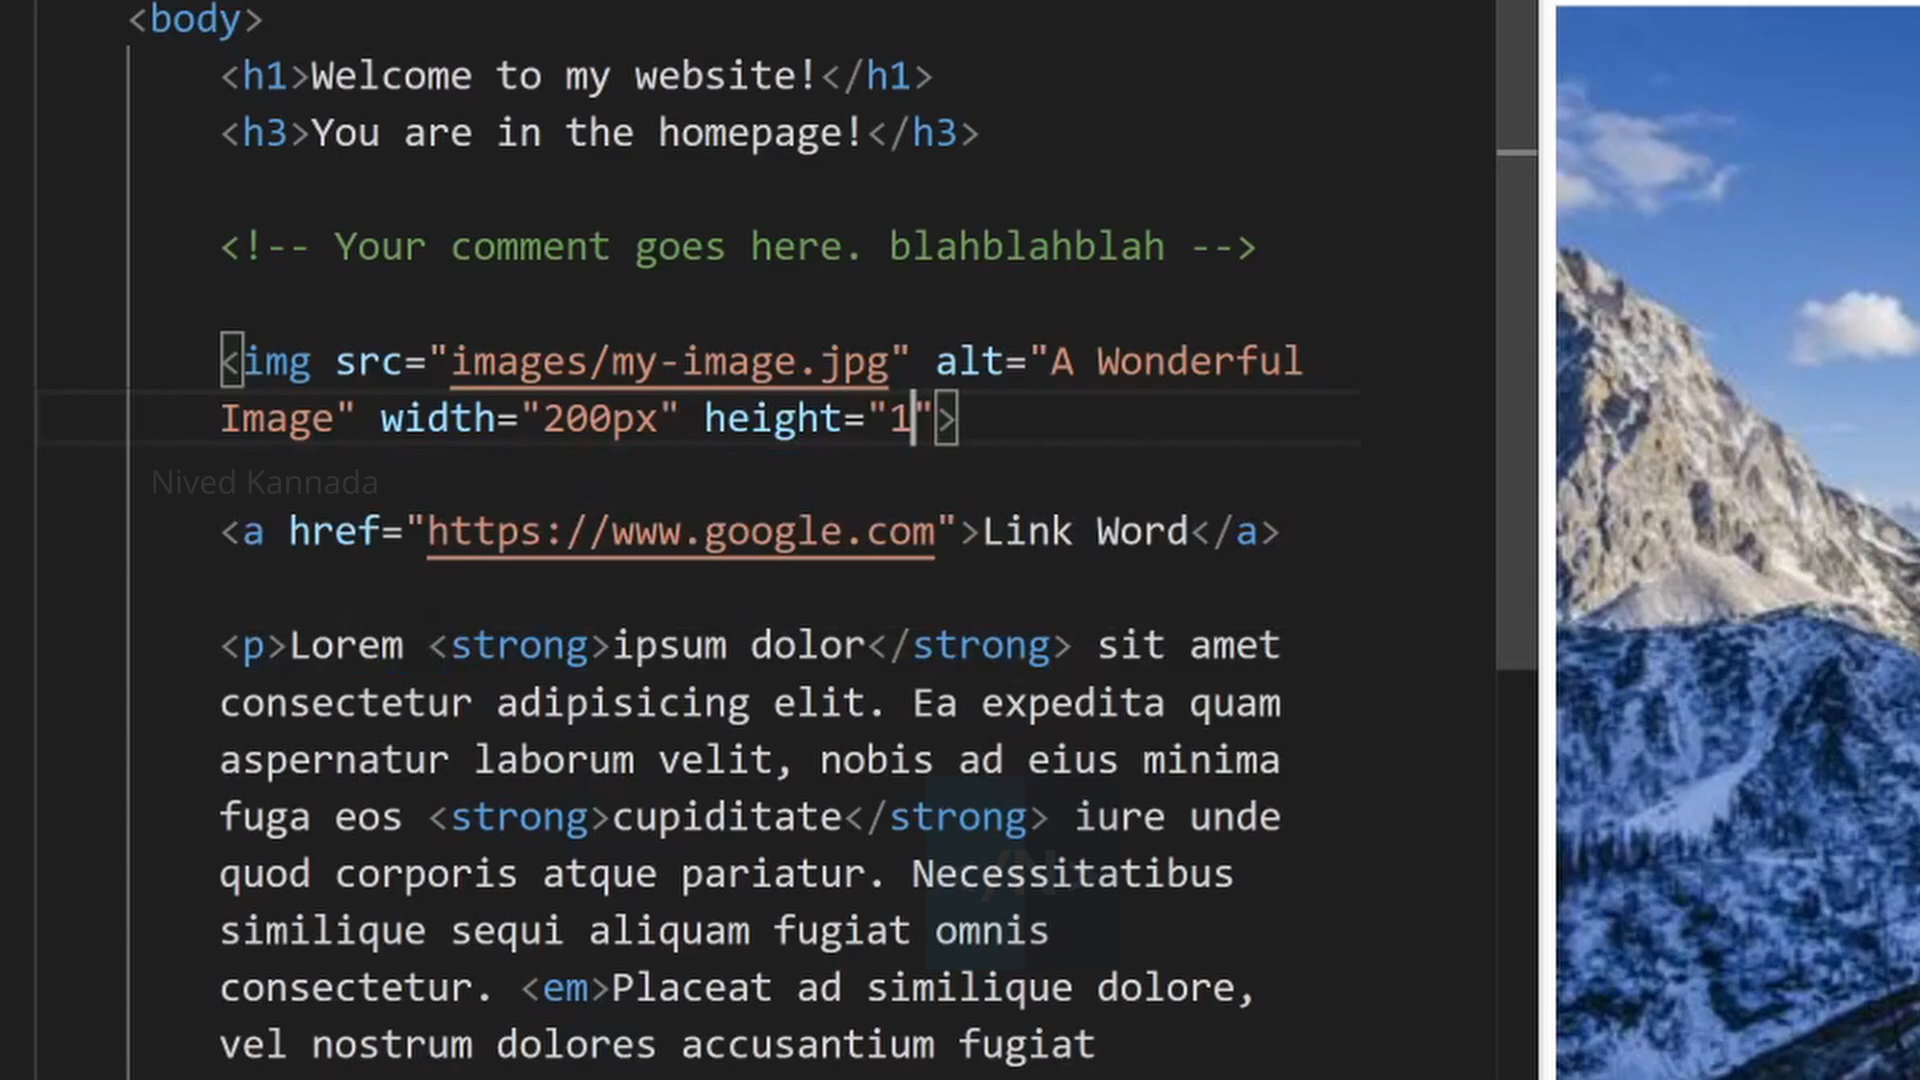 <body>
<h1>Welcome to my website!</h1>
<h3>You are in the homepage!</h3>
<!-- Your comment goes here. blahblahblah -->
<img src="images/my-image.jpg" alt="A Wonderful
Image" width="200px" height="1">
Nived Kannada
<a href="https://www.google.com">Link Word</a>
<p>Lorem <strong>ipsum dolor</strong> sit amet
consectetur adipisicing elit. Ea expedita quam
aspernatur laborum velit, nobis ad eius minima
fuga eos <strong>cupiditate</strong> iure unde
quod corporis atque pariatur. Necessitatibus
similique sequi aliquam fugiat omnis
consectetur. <em>Placeat ad similique dolore,
vel nostrum dolores accusantium fugiat